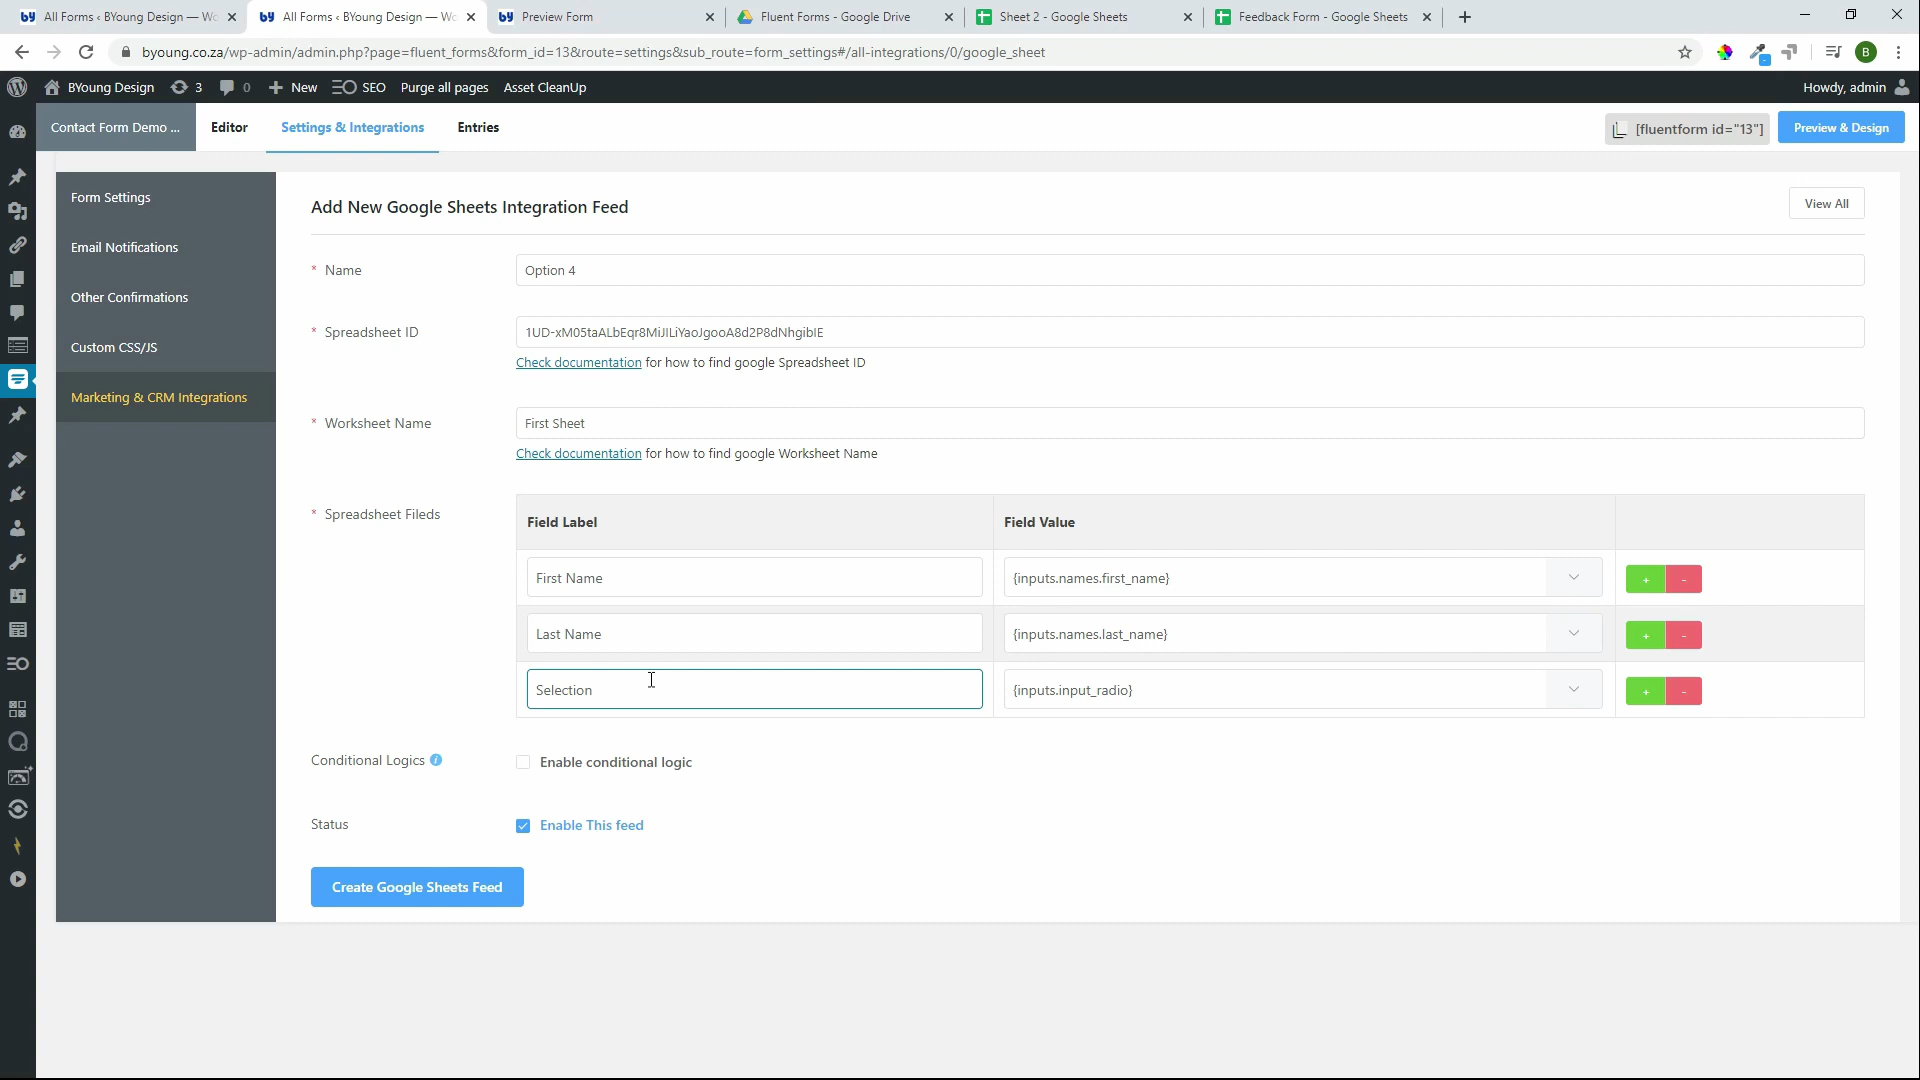 All Forms ‹ BYoung Design — Wo
All Forms ‹ BYoung Design — Wo
Preview Form
Fluent Forms - Google Drive
Sheet 2 - Google Sheets
Feedback Form - Google Sheets
byoung.co.za/wp-admin/admin.php?page=fluent_forms&form_id=13&route=settings&sub_route=form_settings#/all-integrations/0/google_sheet
B
BYoung Design
3
0
New
SEO
Purge all pages
Asset CleanUp
Howdy, admin
Contact Form Demo ...
Editor
Settings & Integrations
Entries
[fluentform id="13"]
Preview & Design
Form Settings
Email Notifications
Other Confirmations
Custom CSS/JS
Marketing & CRM Integrations
Add New Google Sheets Integration Feed
View All
* Name
Option 4
* Spreadsheet ID
1UD-xM05taALbEqr8MiJILiYaoJgooA8d2P8dNhgibIE
Check documentation for how to find google Spreadsheet ID
* Worksheet Name
First Sheet
Check documentation for how to find google Worksheet Name
* Spreadsheet Fileds
Field Label
Field Value
First Name
{inputs.names.first_name}
+ -
Last Name
{inputs.names.last_name}
+ -
Selection
{inputs.input_radio}
+ -
Conditional Logics
Enable conditional logic
Status
Enable This feed
Create Google Sheets Feed